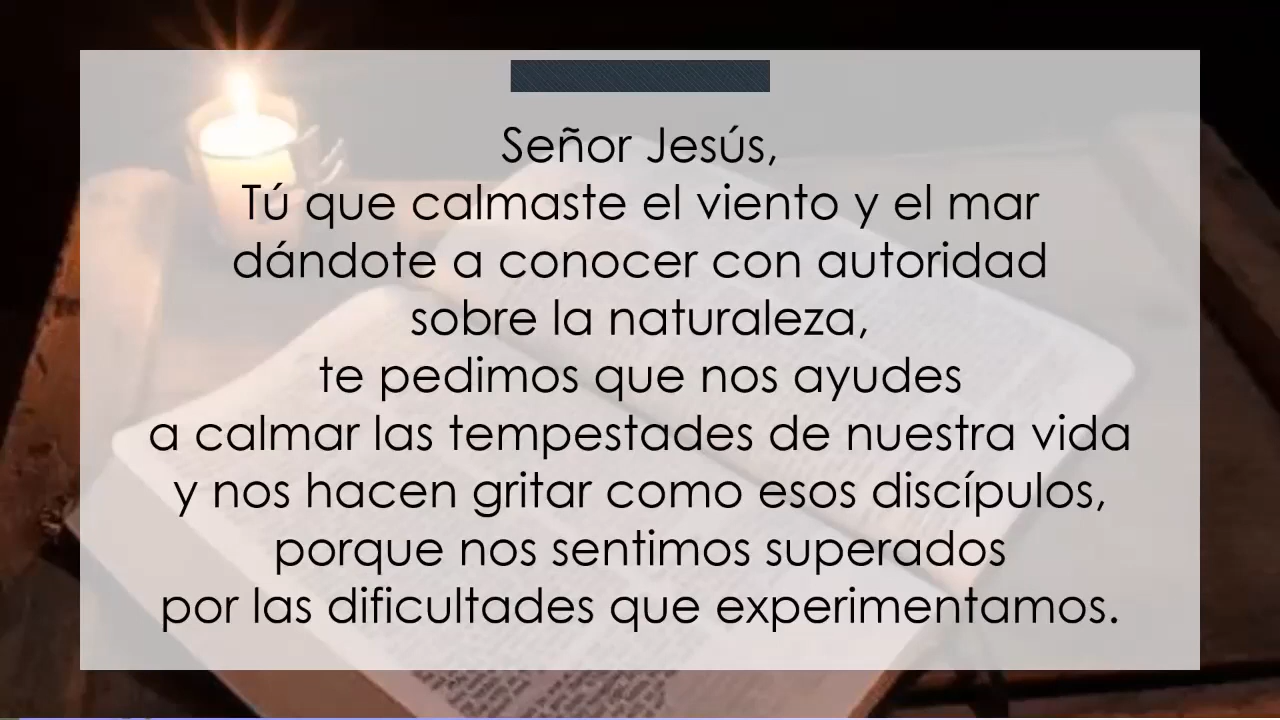 Señor Jesús,
Tú que calmaste el viento y el mar
dándote a conocer con autoridad
sobre la naturaleza,
te pedimos que nos ayudes
a calmar las tempestades de nuestra vida
y nos hacen gritar como esos discípulos,
porque nos sentimos superados
por las dificultades que experimentamos.